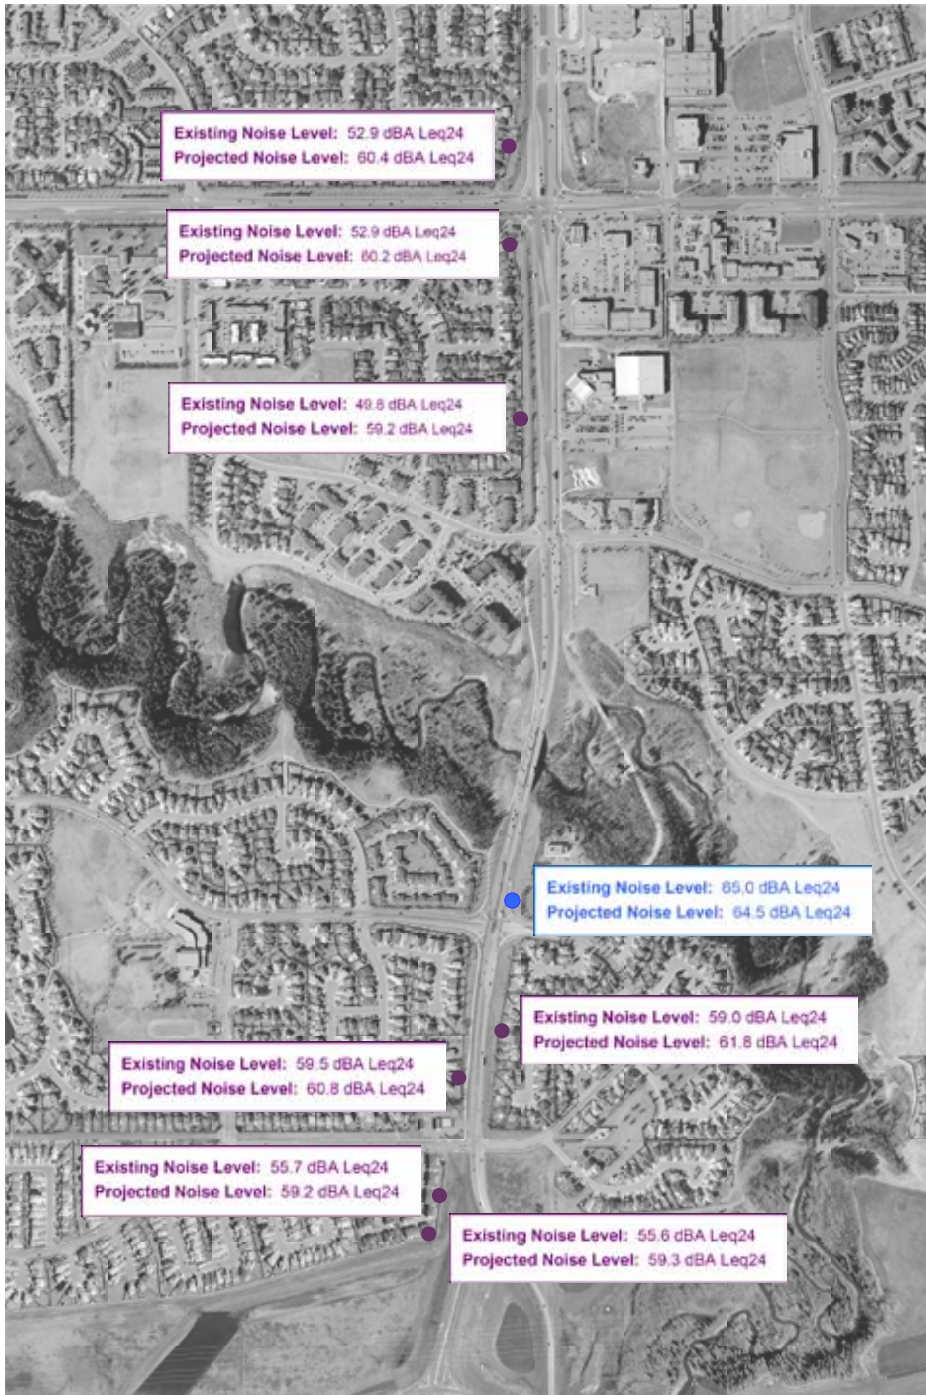 Existing Noise Level: 52.9 dBA Leq24
Projected Noise Level: 60.4 dBA Leq24
Existing Noise Level: 52.9 dBA Leq24
Projected Noise Level: 60.2 dBA Leq24
Existing Noise Level: 49.8 dBA Leq24
Projected Noise Level: 59.2 dBA Leq24
Existing Noise Level: 65.0 dBA Leq24
Projected Noise Level: 64.5 dBA Leq24
Existing Noise Level: 59.0 dBA Leq24
Projected Noise Level: 61.8 dBA Leq24
Existing Noise Level: 59.5 dBA Leq24
Projected Noise Level: 60.8 dBA Leq24
Existing Noise Level: 55.7 dBA Leq24
Projected Noise Level: 59.2 dBA Leq24
Existing Noise Level: 55.6 dBA Leq24
Projected Noise Level: 59.3 dBA Leq24